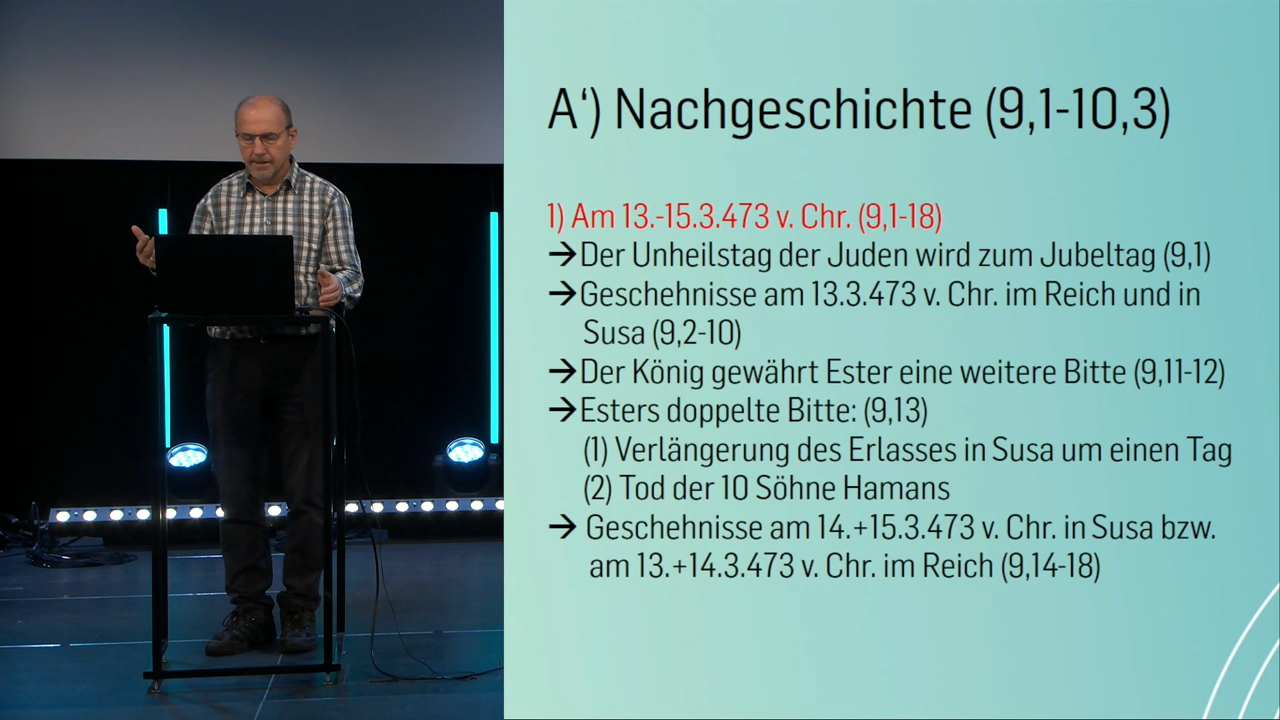 A‘) Nachgeschichte (9,1-10,3)
1) Am 13.-15.3.473 v. Chr. (9,1-18)
→Der Unheilstag der Juden wird zum Jubeltag (9,1)
→Geschehnisse am 13.3.473 v. Chr. im Reich und in
Susa (9,2-10)
→Der König gewährt Ester eine weitere Bitte (9,11-12)
→Esters doppelte Bitte: (9,13)
(1) Verlängerung des Erlasses in Susa um einen Tag
(2) Tod der 10 Söhne Hamans
→ Geschehnisse am 14.+15.3.473 v. Chr. in Susa bzw.
am 13.+14.3.473 v. Chr. im Reich (9,14-18)